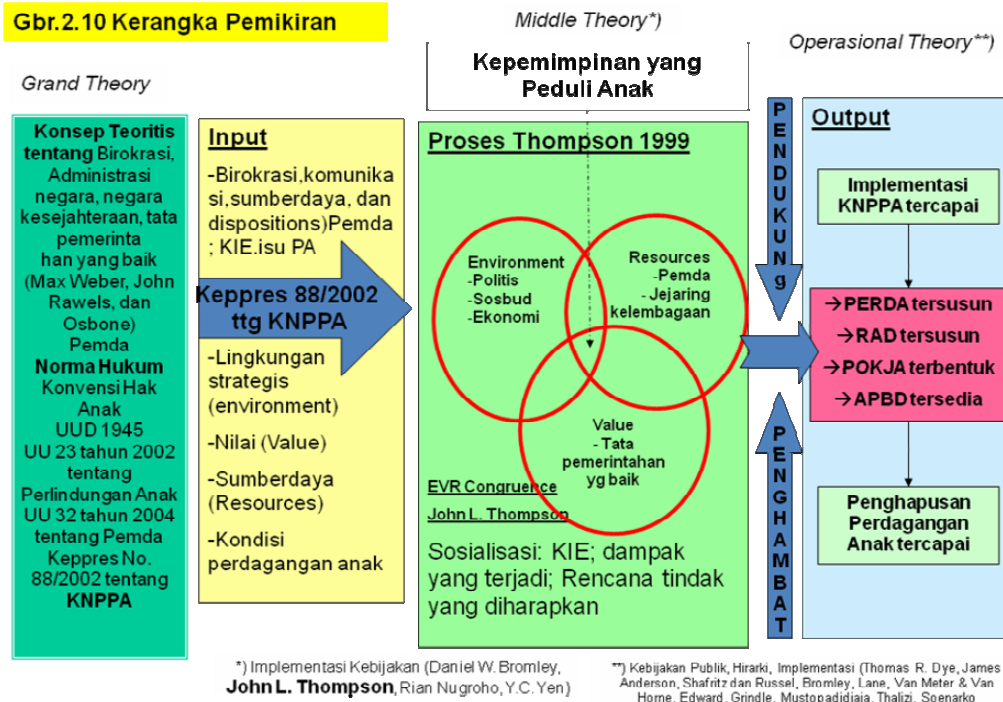 Gbr.2.10 Kerangka Pemikiran
Grand Theory
Konsep Teoritis
tentang Birokrasi,
Administrasi
negara, negara
kesejahteraan, tata
pemerinta
han yang baik
(Max Weber, John
Rawels, dan
Osbone)
Pemda
Norma Hukum
Konvensi Hak
Anak
UUD 1945
UU 23 tahun 2002
tentang
Perlindungan Anak
UU 32 tahun 2004
tentang Pemda
Keppres No.
88/2002 tentang
KNPPA
Input
-Birokrasi,komunika
si,sumberdaya, dan
dispositions)Pemda
; KIE.isu PA
Keppres 88/2002
ttg KNPPA
-Lingkungan
strategis
(environment)
-Nilai (Value)
-Sumberdaya
(Resources)
-Kondisi
perdagangan anak
Middle Theory*)
Kepemimpinan yang
Peduli Anak
Proses Thompson 1999
Environment
-Politis
-Sosbud
-Ekonomi
Resources
-Pemda
-Jejaring
kelembagaan
Value
- Tata
pemerintahan
yg baik
EVR Congruence
John L. Thompson
Sosialisasi: KIE; dampak
yang terjadi; Rencana tindak
yang diharapkan
PENDUKUNg
PENGHAMBAT
Operasional Theory**)
Output
Implementasi
KNPPA tercapai
→PERDA tersusun
→RAD tersusun
→POKJA terbentuk
→APBD tersedia
Penghapusan
Perdagangan
Anak tercapai
*) Implementasi Kebijakan (Daniel W. Bromley,
John L. Thompson, Rian Nugroho, Y.C. Yen)
**) Kebijakan Publik, Hirarki, Implementasi (Thomas R. Dye, James
Anderson, Shafritz dan Russel, Bromley, Lane, Van Meter & Van
Horne, Edward, Grindle, Mustopadidjaja, Thalizi, Soenarko